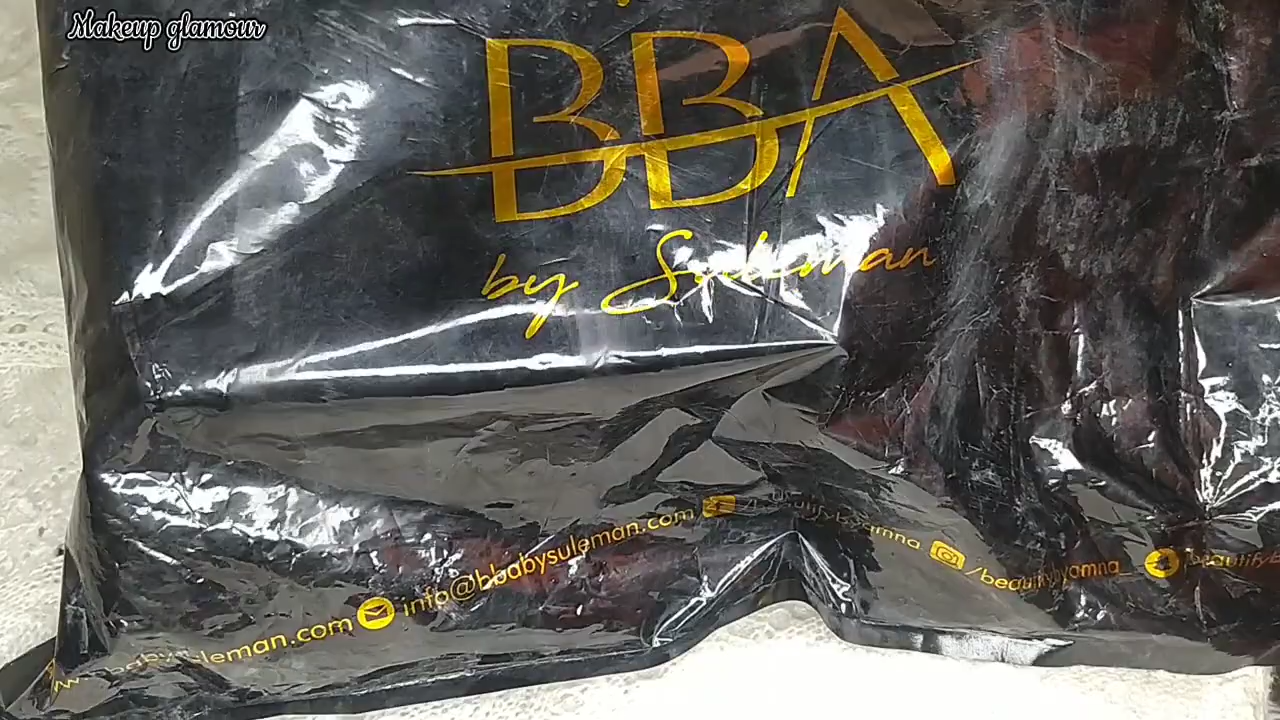 Makeup glamour
BBA
by Suleman
info@bbabysuleman.com
/beautifybyamna